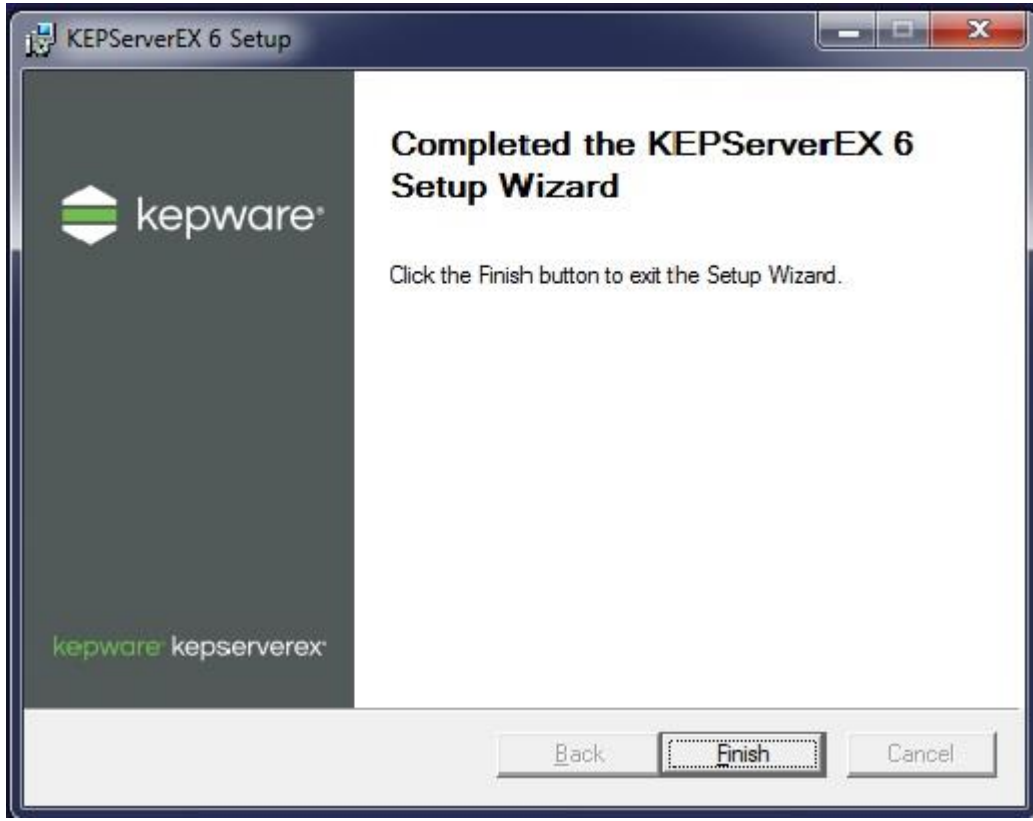 KEPServerEX 6 Setup
Completed the KEPServerEX 6
Setup Wizard
kepware®
Click the Finish button to exit the Setup Wizard.
kepware® kepserverex®
Back
Finish
Cancel